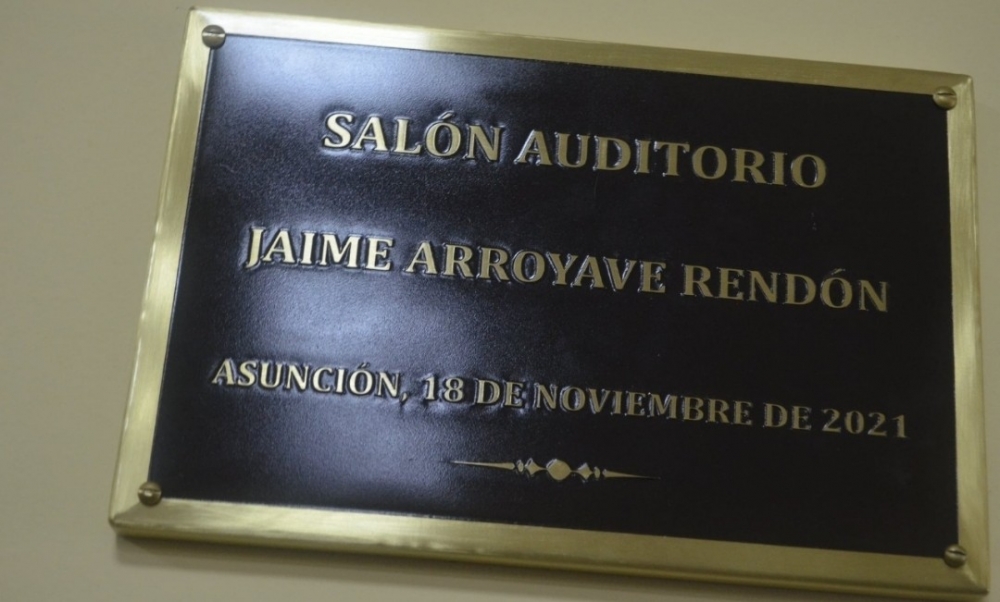 SALÓN AUDITORIO
JAIME ARROYAVE RENDÓN
ASUNCIÓN, 18 DE NOVIEMBRE DE 2021